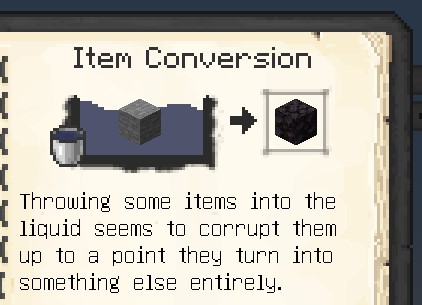 Item Conversion
Throwing some items into the
liquid seems to corrupt them
up to a point they turn into
something else entirely.